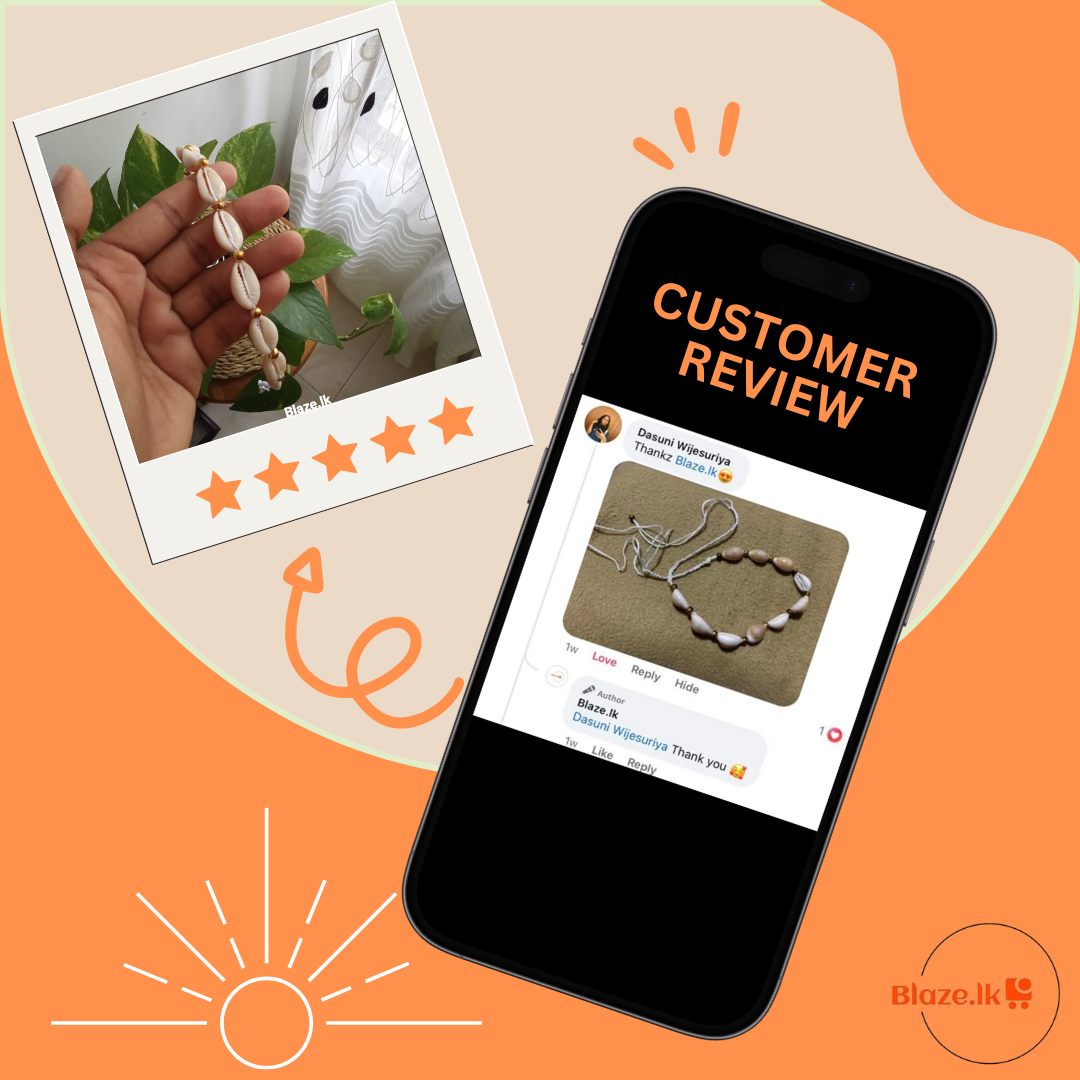 Blaze.lk
CUSTOMER
REVIEW
Dasuni Wijesuriya
Thankz Blaze.lk😍
1w Love Reply Hide
1
Author
Blaze.lk
Dasuni Wijesuriya Thank you 🥰
1w Like Reply
Blaze.lk